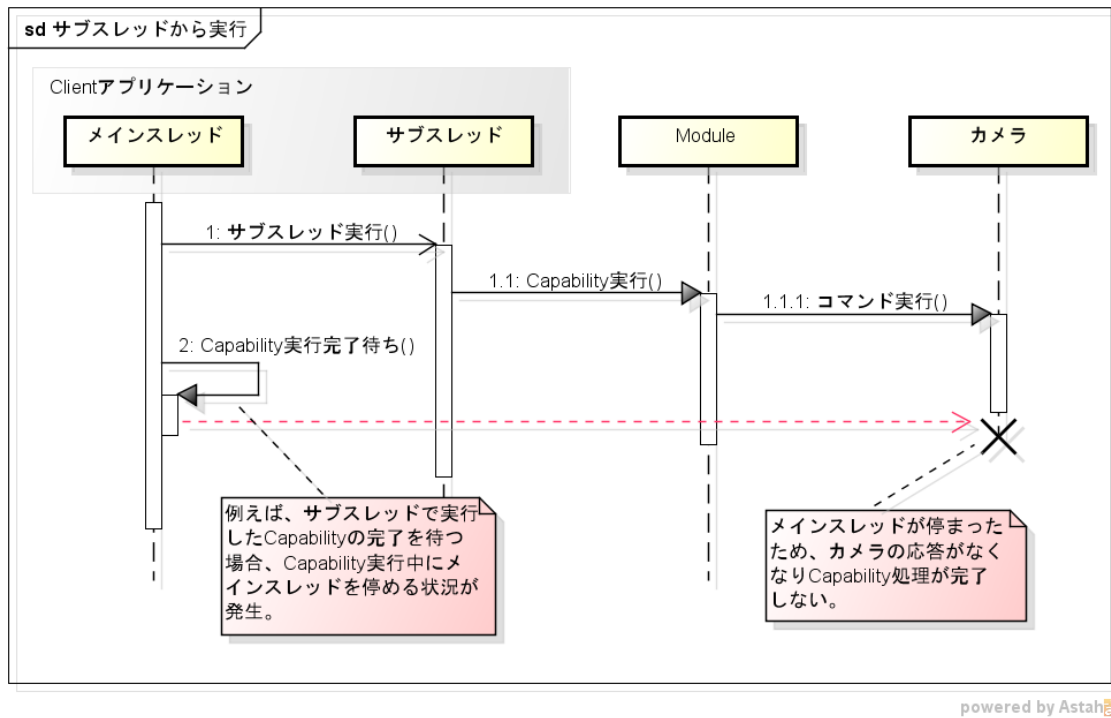 sd サブスレッドから実行
Clientアプリケーション
メインスレッド
サブスレッド
Module
カメラ
1: サブスレッド実行()
1.1: Capability実行()
1.1.1: コマンド実行()
2: Capability実行完了待ち()
例えば、サブスレッドで実行
したCapabilityの完了を待つ
場合、Capability実行中にメ
インスレッドを停める状況が
発生。
メインスレッドが停まった
ため、カメラの応答がなく
なりCapability処理が完了
しない。
powered by Astah